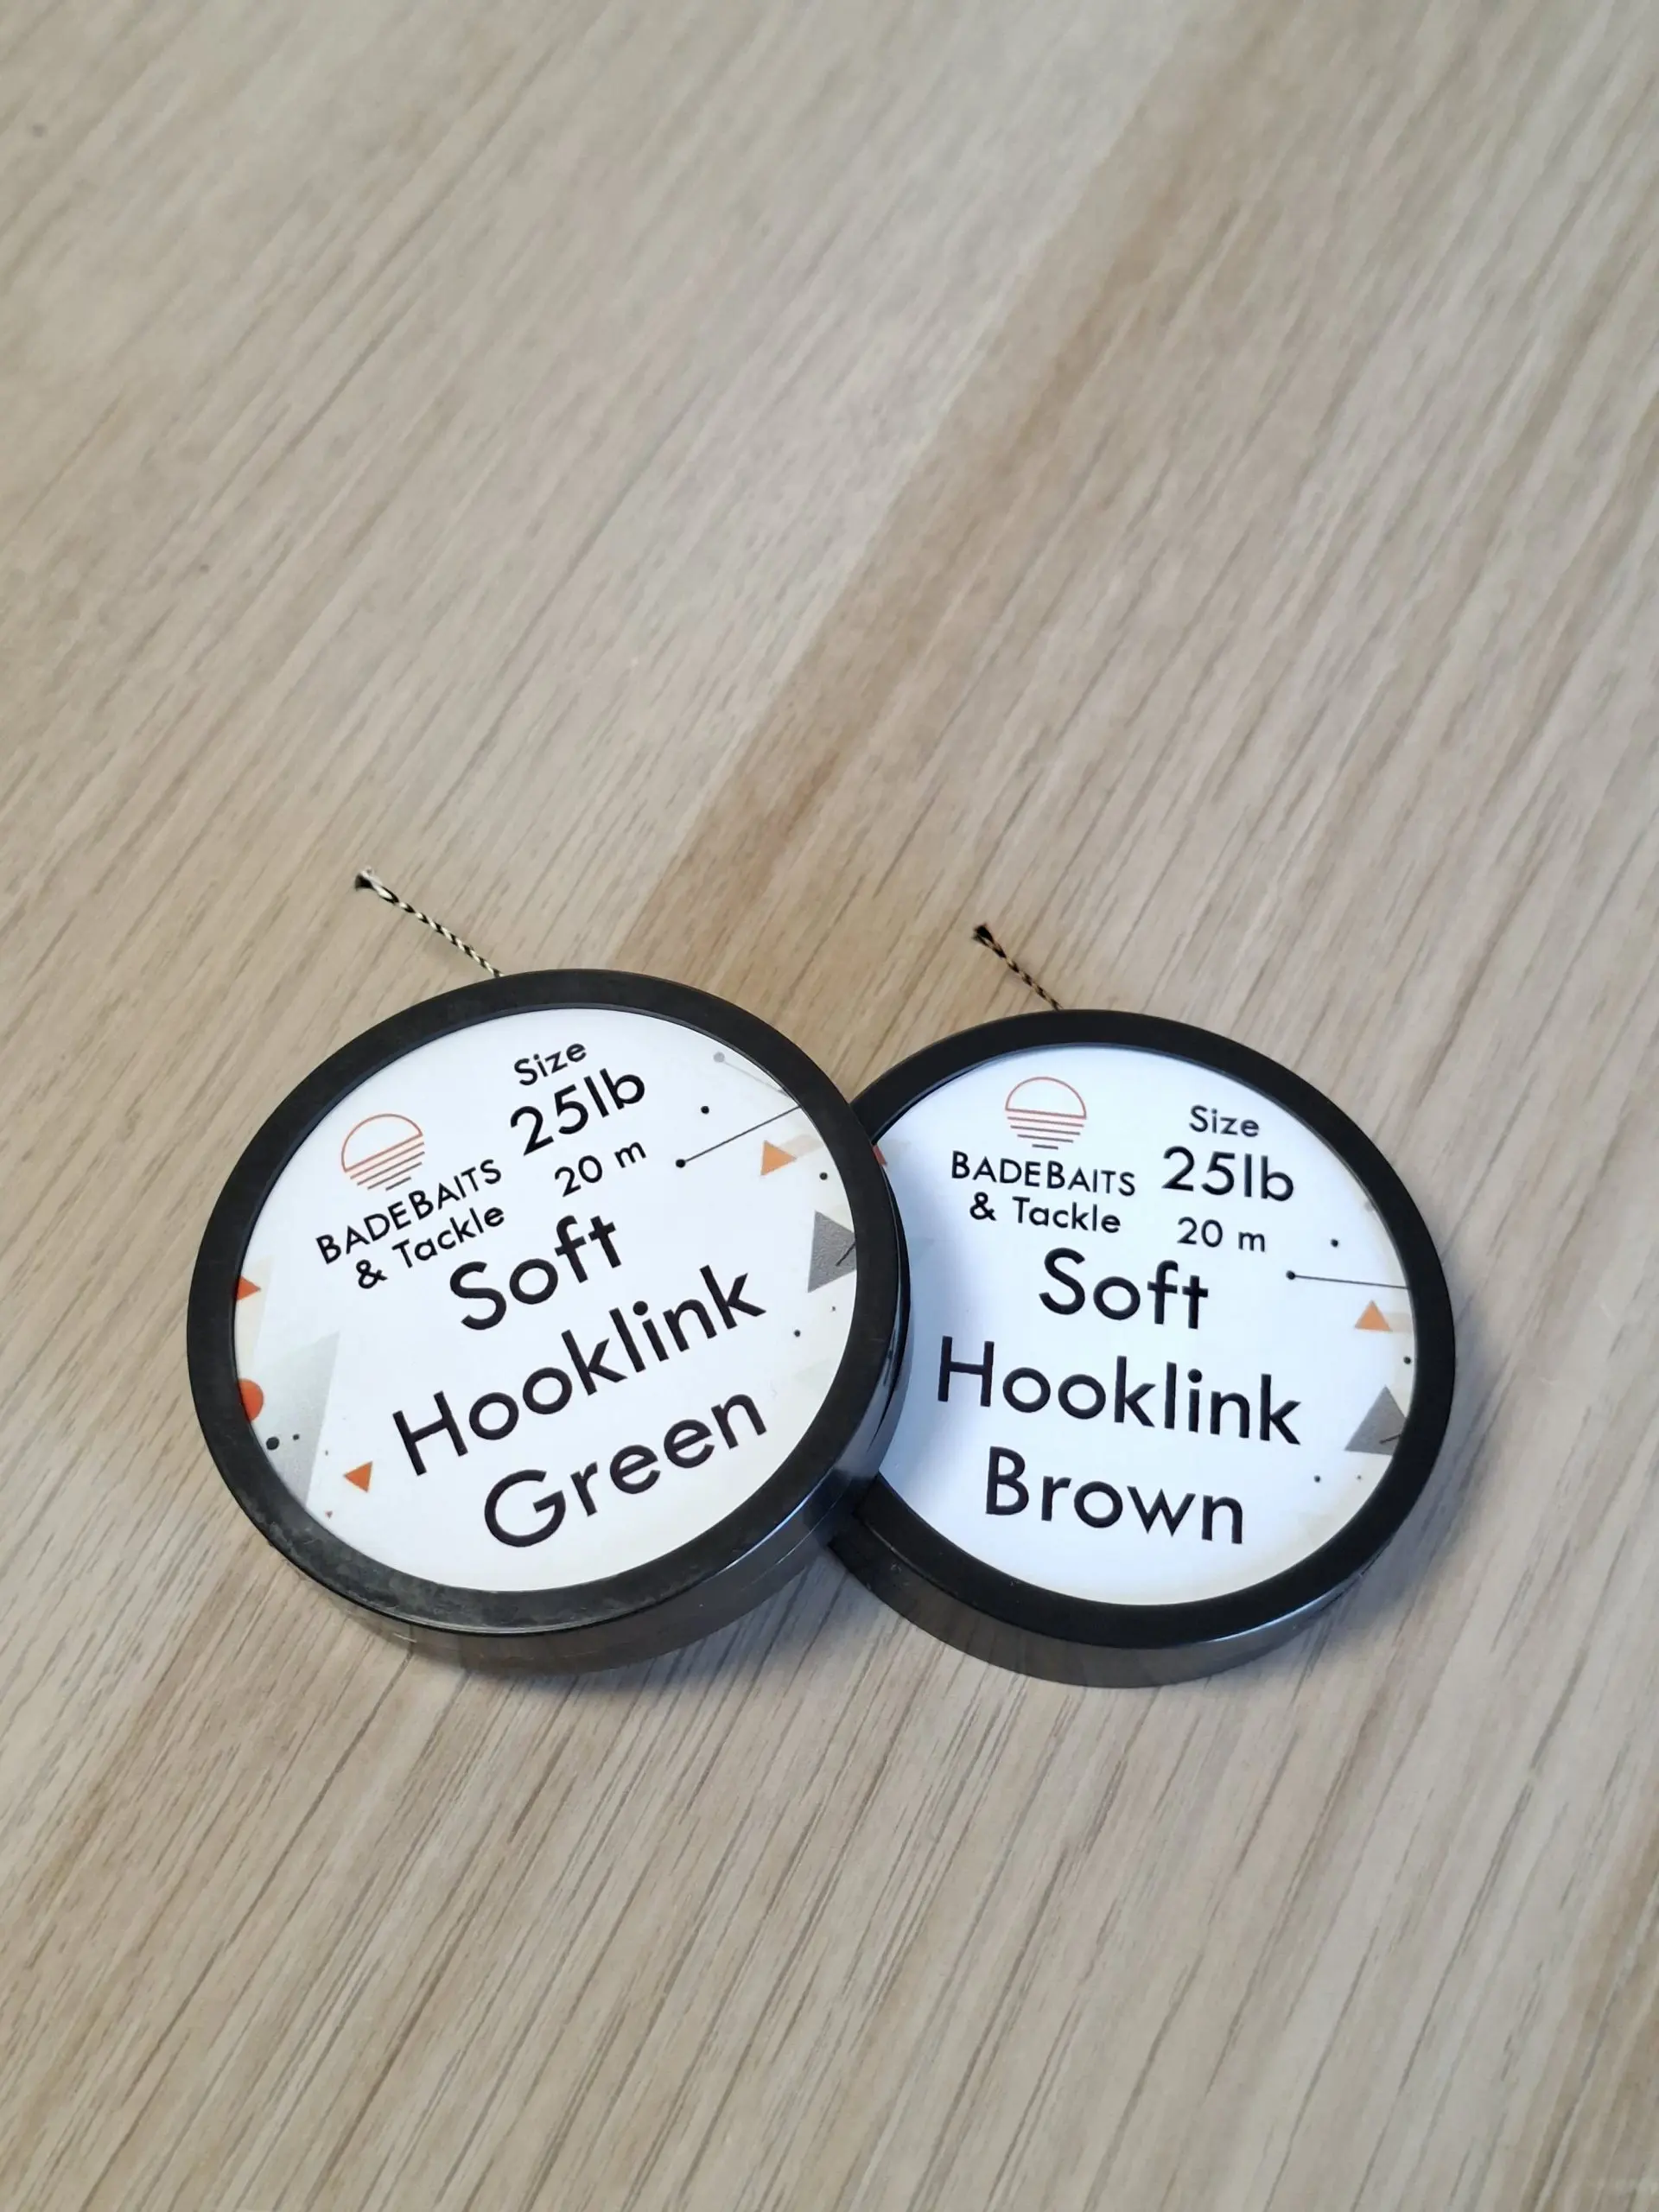 Size
25lb
20 m
BADEBAITS
& Tackle
Soft
Hooklink
Green
Size
25lb
20 m
BADEBAITS
& Tackle
Soft
Hooklink
Brown